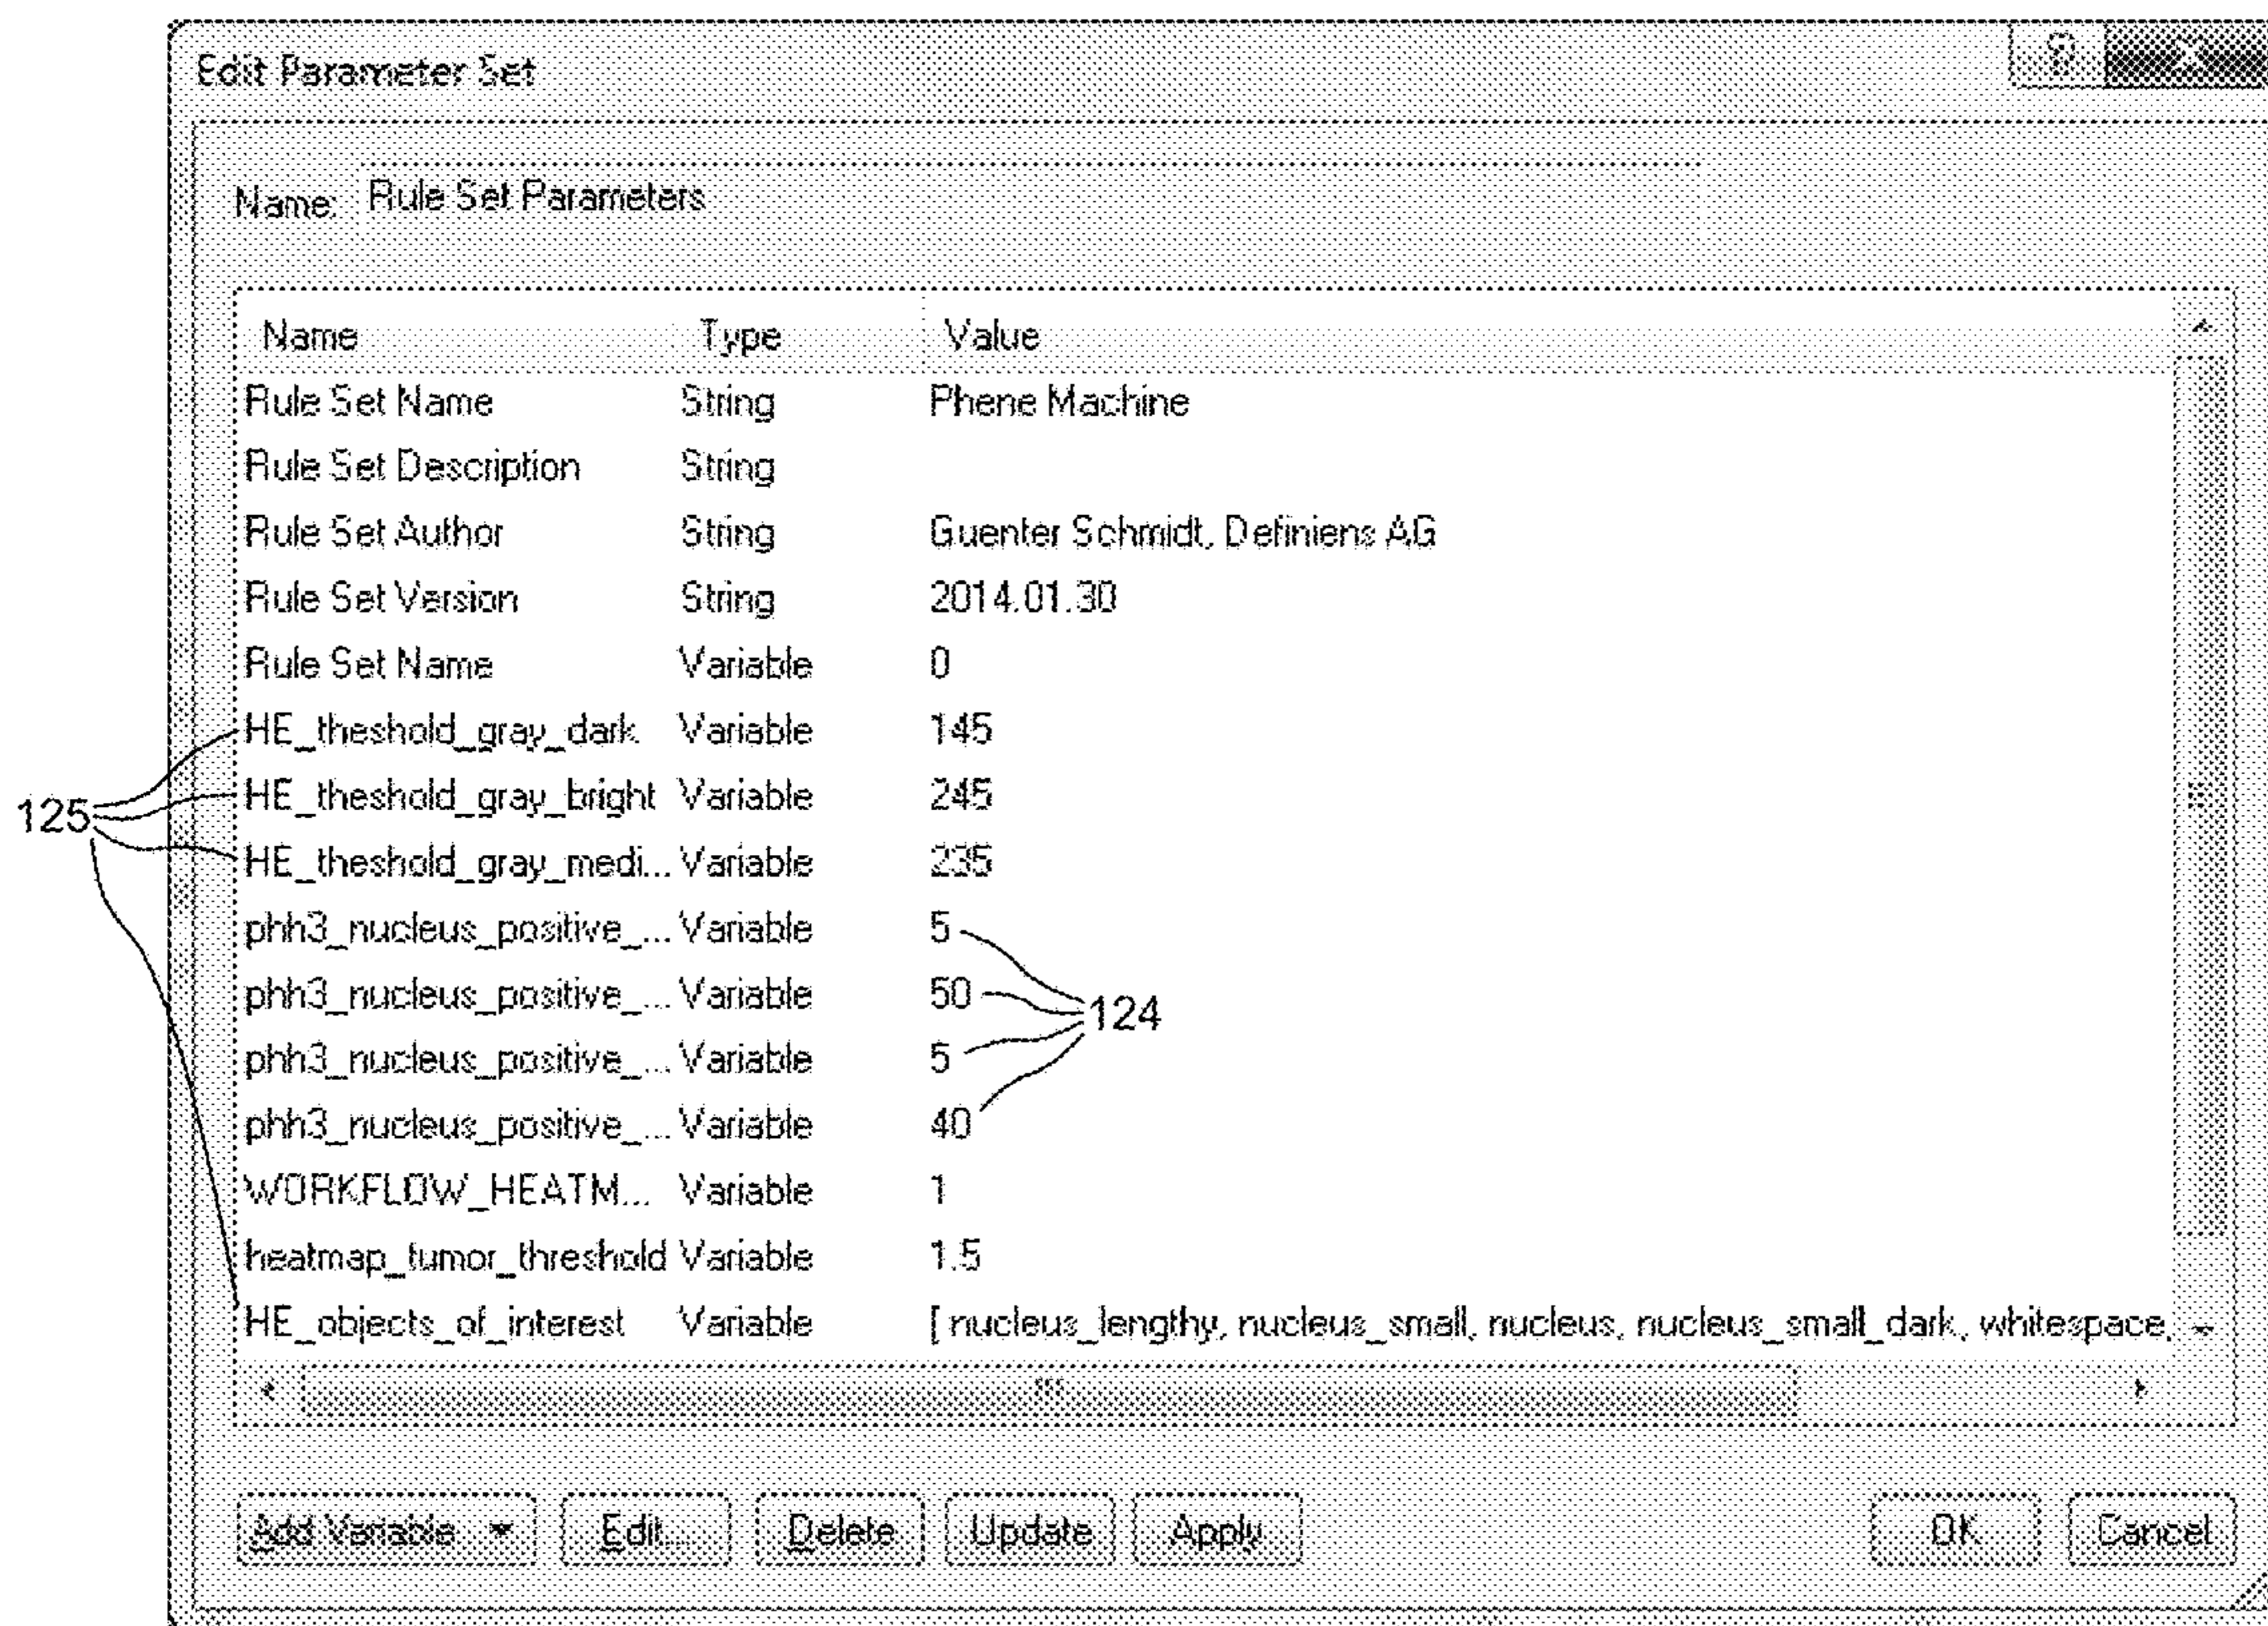 Edit Parameter Set
Name: Rule Set Parameters
Name Type Value
Rule Set Name String Phene Machine
Rule Set Description String
Rule Set Author String Guenter Schmidt, Definiens AG
Rule Set Version String 2014.01.30
Rule Set Name Variable 0
HE_theshold_gray_dark Variable 145
125 HE_theshold_gray_bright Variable 245
HE_theshold_gray_medi... Variable 235
phh3_nucleus_positive_... Variable 5
phh3_nucleus_positive_... Variable 50 124
phh3_nucleus_positive_... Variable 5
phh3_nucleus_positive_... Variable 40
WORKFLOW_HEATM... Variable 1
heatmap_tumor_threshold Variable 1.5
HE_objects_of_interest Variable [ nucleus_lengthy, nucleus_small, nucleus, nucleus_small_dark, whitespace,
Add Variable Edit... Delete Update Apply OK Cancel